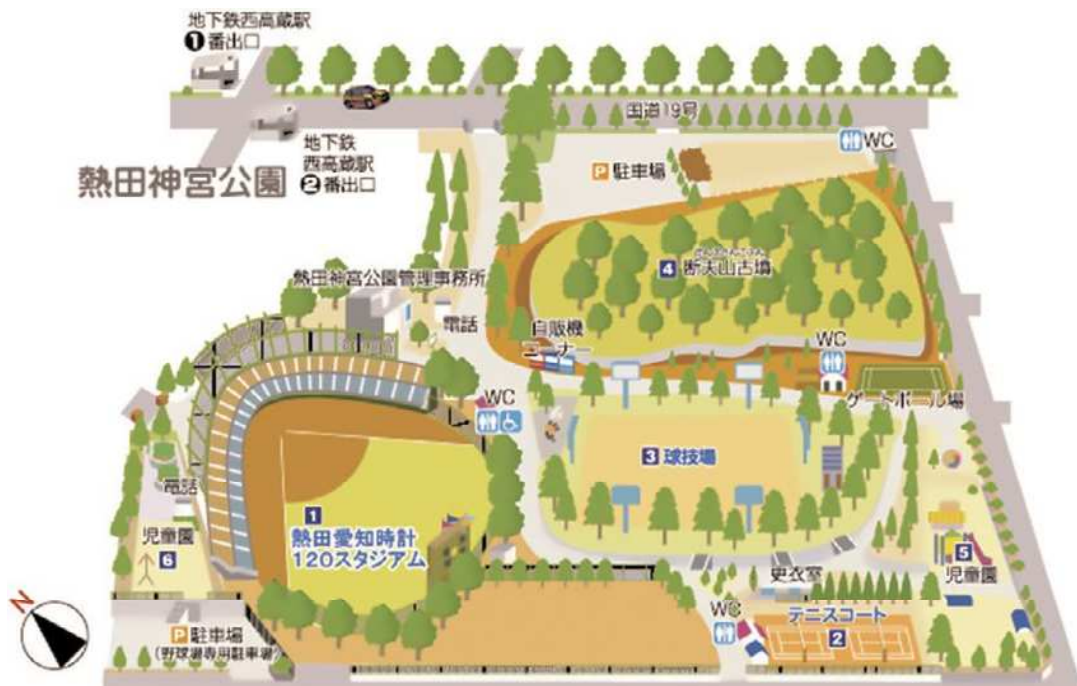 地下鉄西高蔵駅
❶番出口
国道19号
地下鉄
西高蔵駅
❷番出口
熱田神宮公園
WC
P 駐車場
4 断夫山古墳
熱田神宮公園管理事務所
電話
自販機
コーナー
WC
WC
ゲートボール場
3 球技場
電話
1
熱田愛知時計
120スタジアム
児童園
6
5
児童園
更衣室
テニスコート
2
WC
N
P 駐車場
(野球場専用駐車場)